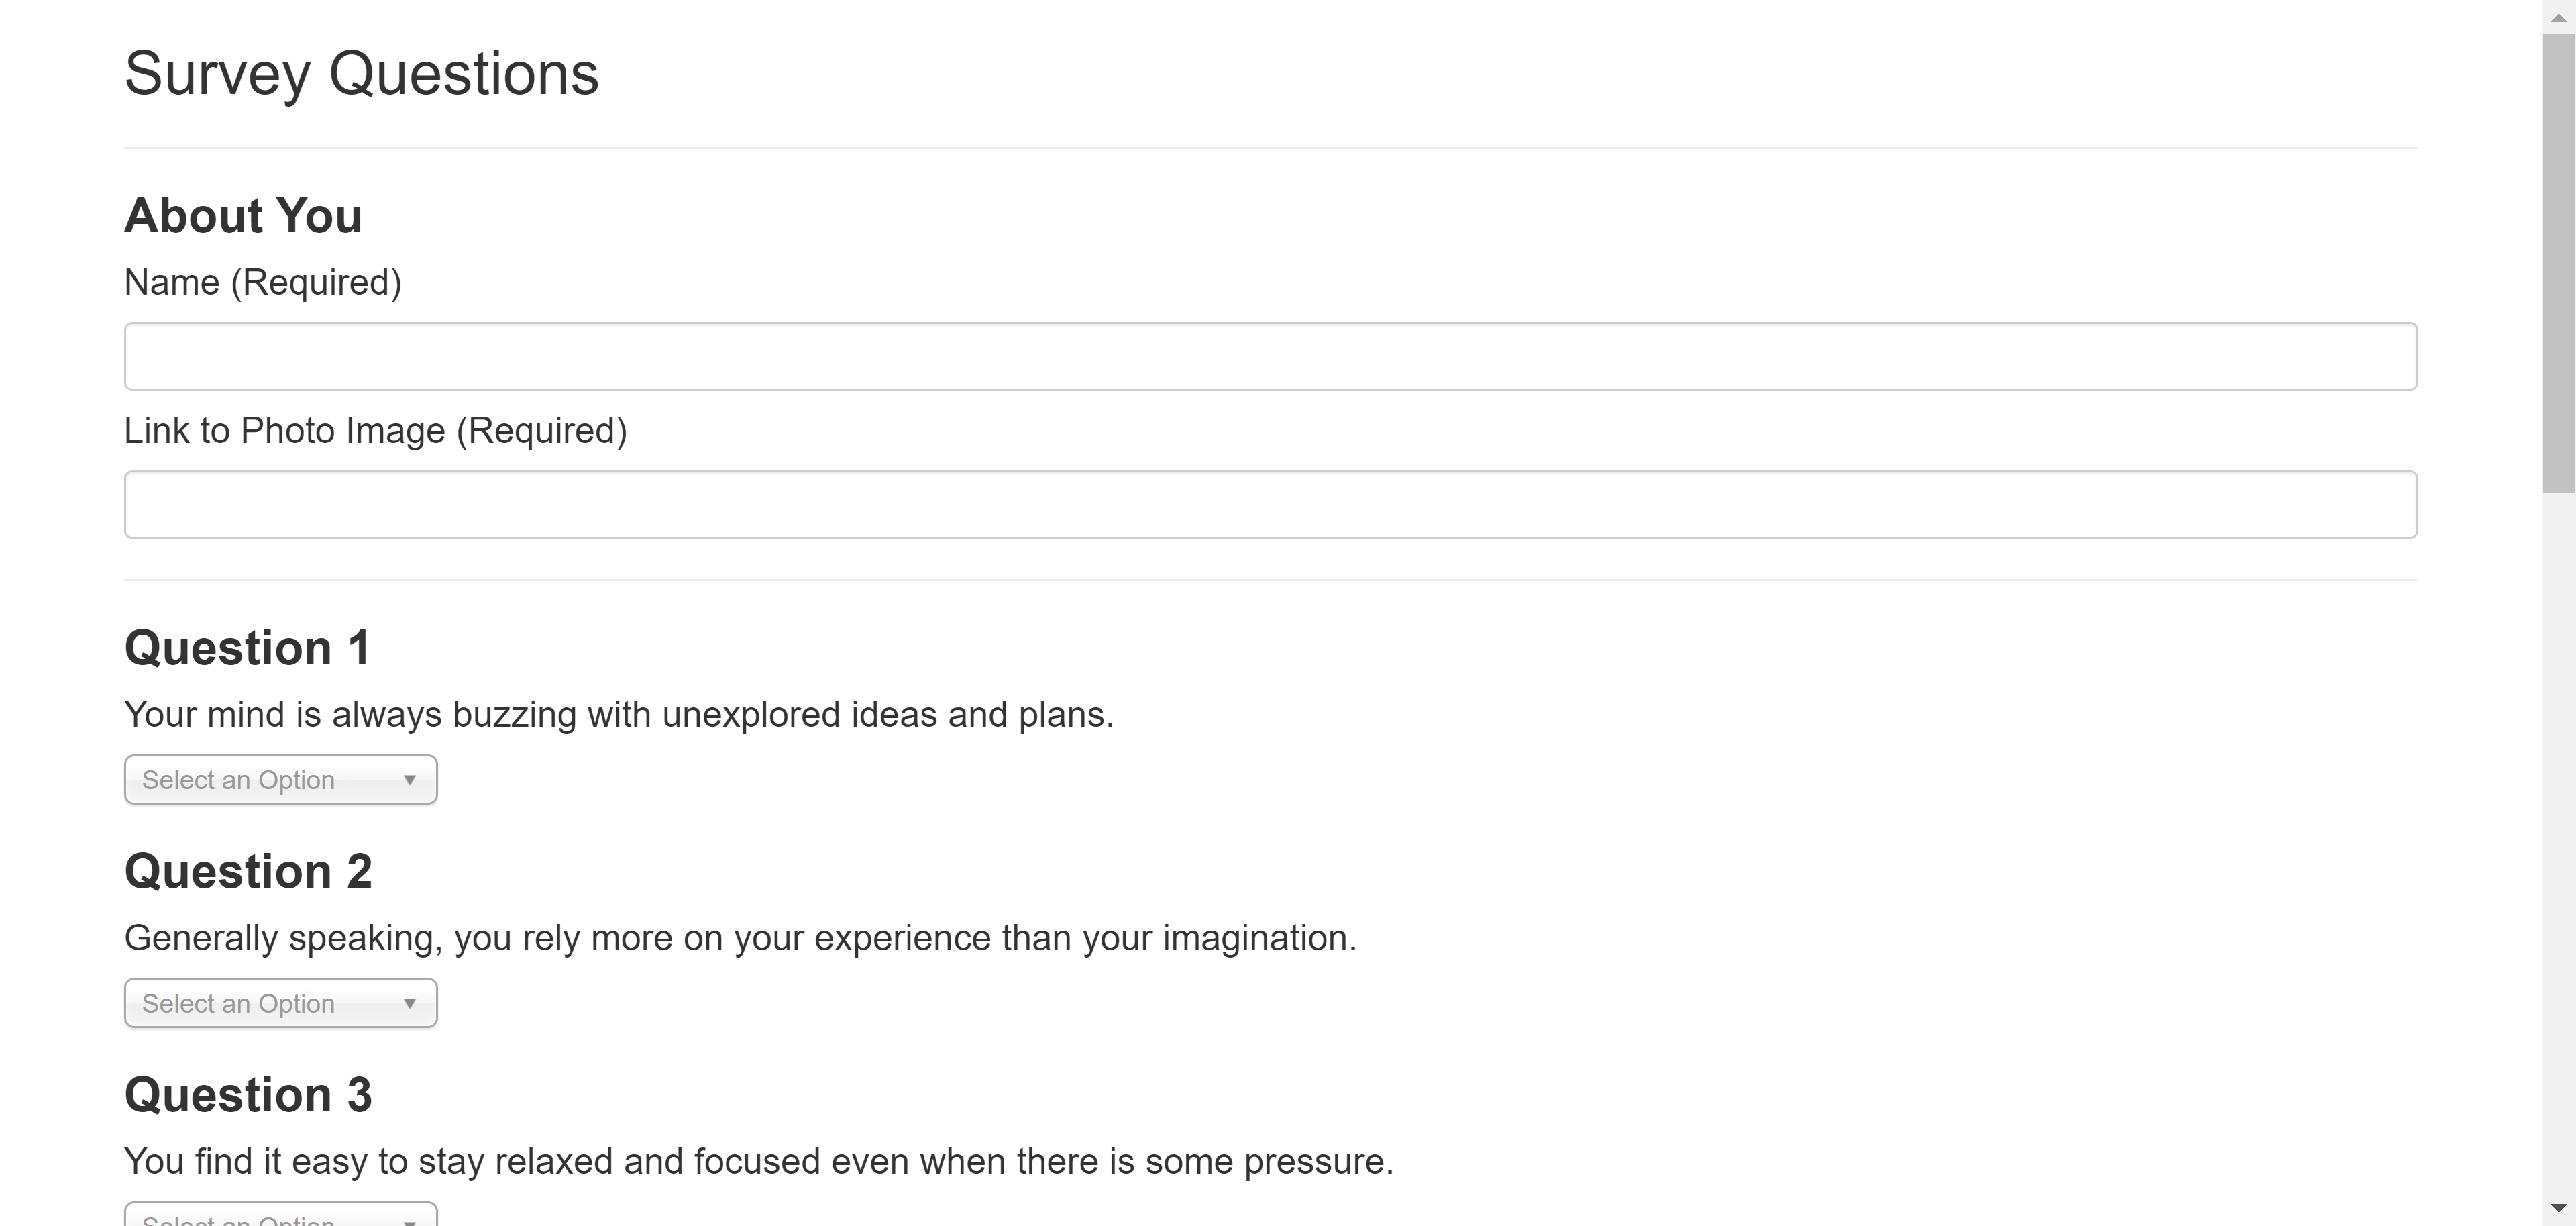 Survey Questions
About You
Name (Required)
Link to Photo Image (Required)
Question 1
Your mind is always buzzing with unexplored ideas and plans.
Select an Option
Question 2
Generally speaking, you rely more on your experience than your imagination.
Select an Option
Question 3
You find it easy to stay relaxed and focused even when there is some pressure.
Select an Option